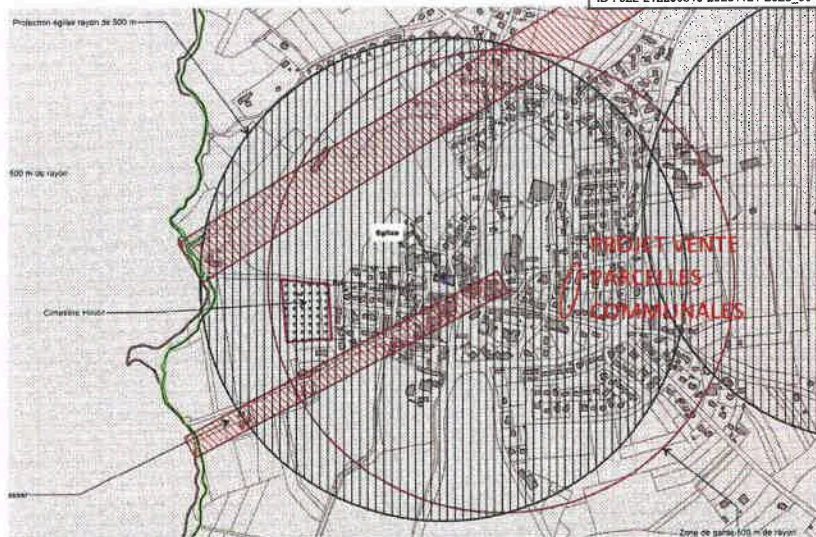 Protection église rayon de 500 m
500 m de rayon
Eglise
PROJET VENTE
PARCELLES
COMMUNALES
Cimetière
Zone de garde 500 m de rayon